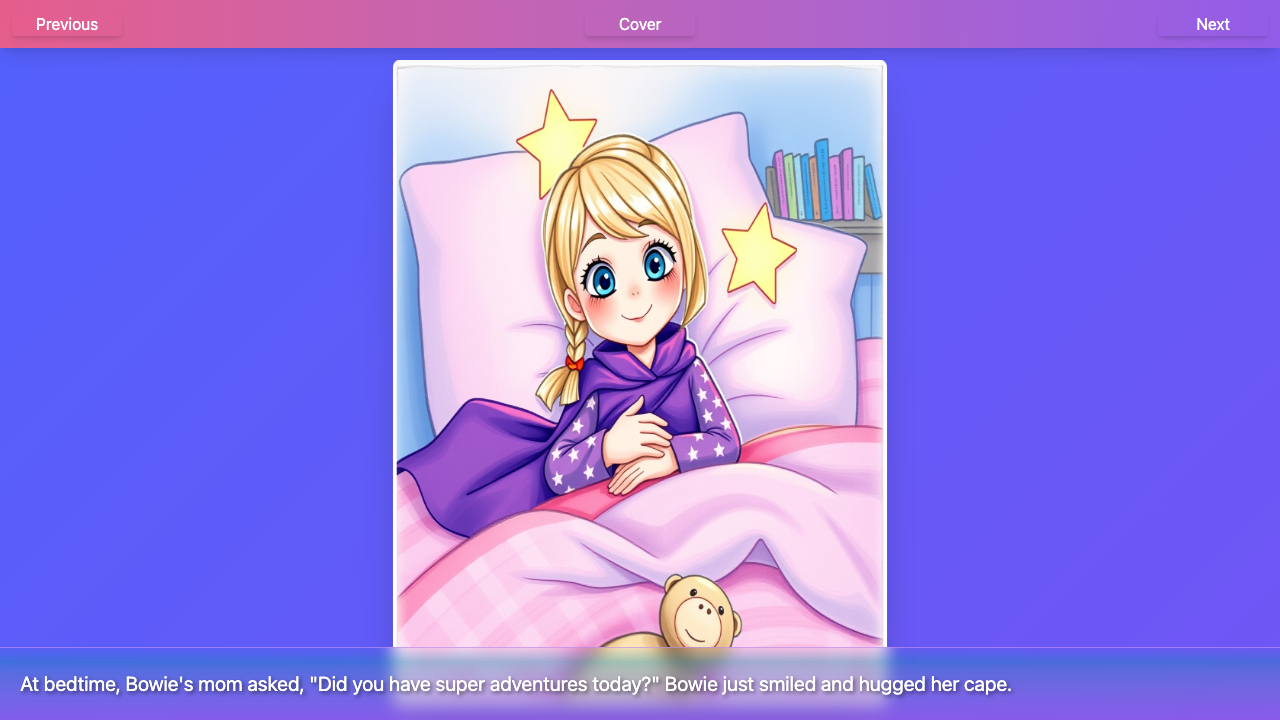 Previous
Cover
Next
At bedtime, Bowie's mom asked, "Did you have super adventures today?" Bowie just smiled and hugged her cape.